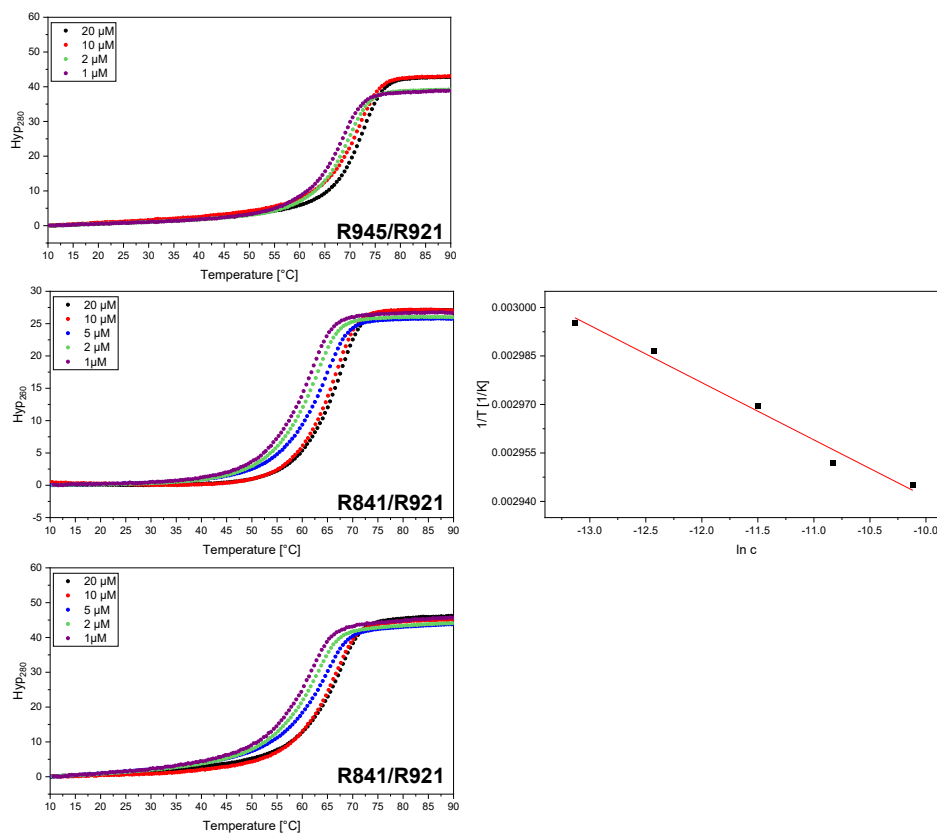 60
50
40
30
20
10
0
Hyp280
20 µM
10 µM
2 µM
1 µM
R945/R921
10 15 20 25 30 35 40 45 50 55 60 65 70 75 80 85 90
Temperature [°C]
30
25
20
15
10
5
0
-5
Hyp260
20 µM
10 µM
5 µM
2 µM
1µM
R841/R921
10 15 20 25 30 35 40 45 50 55 60 65 70 75 80 85 90
Temperature [°C]
0.003000
0.002985
0.002970
0.002955
0.002940
1/T [1/K]
-13.0 -12.5 -12.0 -11.5 -11.0 -10.5 -10.0
ln c
60
50
40
30
20
10
0
Hyp280
20 µM
10 µM
5 µM
2 µM
1µM
R841/R921
10 15 20 25 30 35 40 45 50 55 60 65 70 75 80 85 90
Temperature [°C]